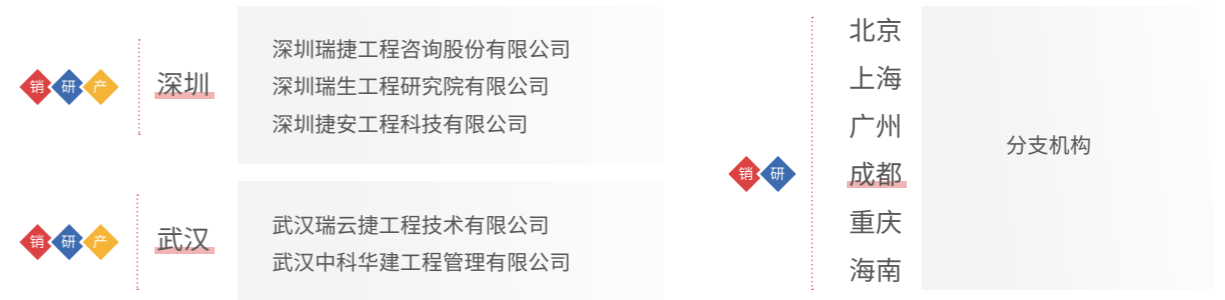 销 研 产
深圳
深圳瑞捷工程咨询股份有限公司
深圳瑞生工程研究院有限公司
深圳捷安工程科技有限公司
销 研 产
武汉
武汉瑞云捷工程技术有限公司
武汉中科华建工程管理有限公司
销 研
北京
上海
广州
成都
重庆
海南
分支机构